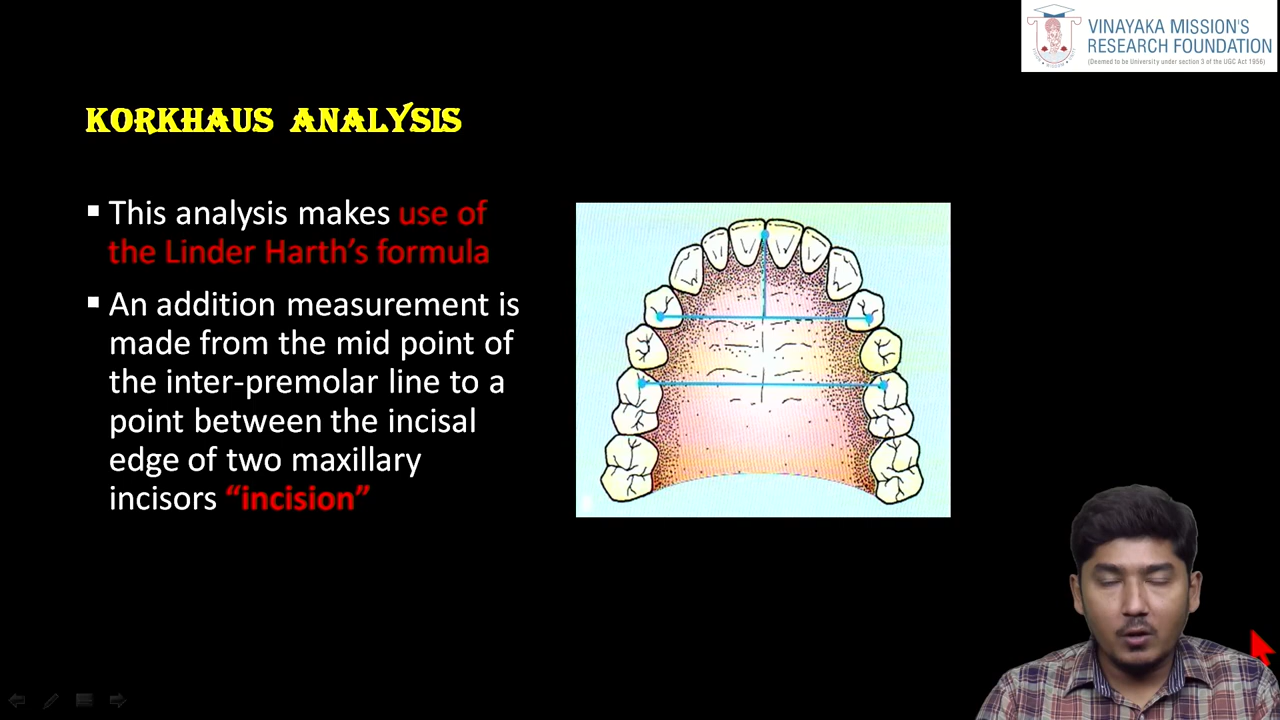 VINAYAKA MISSION'S
RESEARCH FOUNDATION
(Deemed to be University under section 3 of the UGC Act 1956)
KORKHAUS ANALYSIS
This analysis makes use of
the Linder Harth's formula
An addition measurement is
made from the mid point of
the inter-premolar line to a
point between the incisal
edge of two maxillary
incisors “incision”